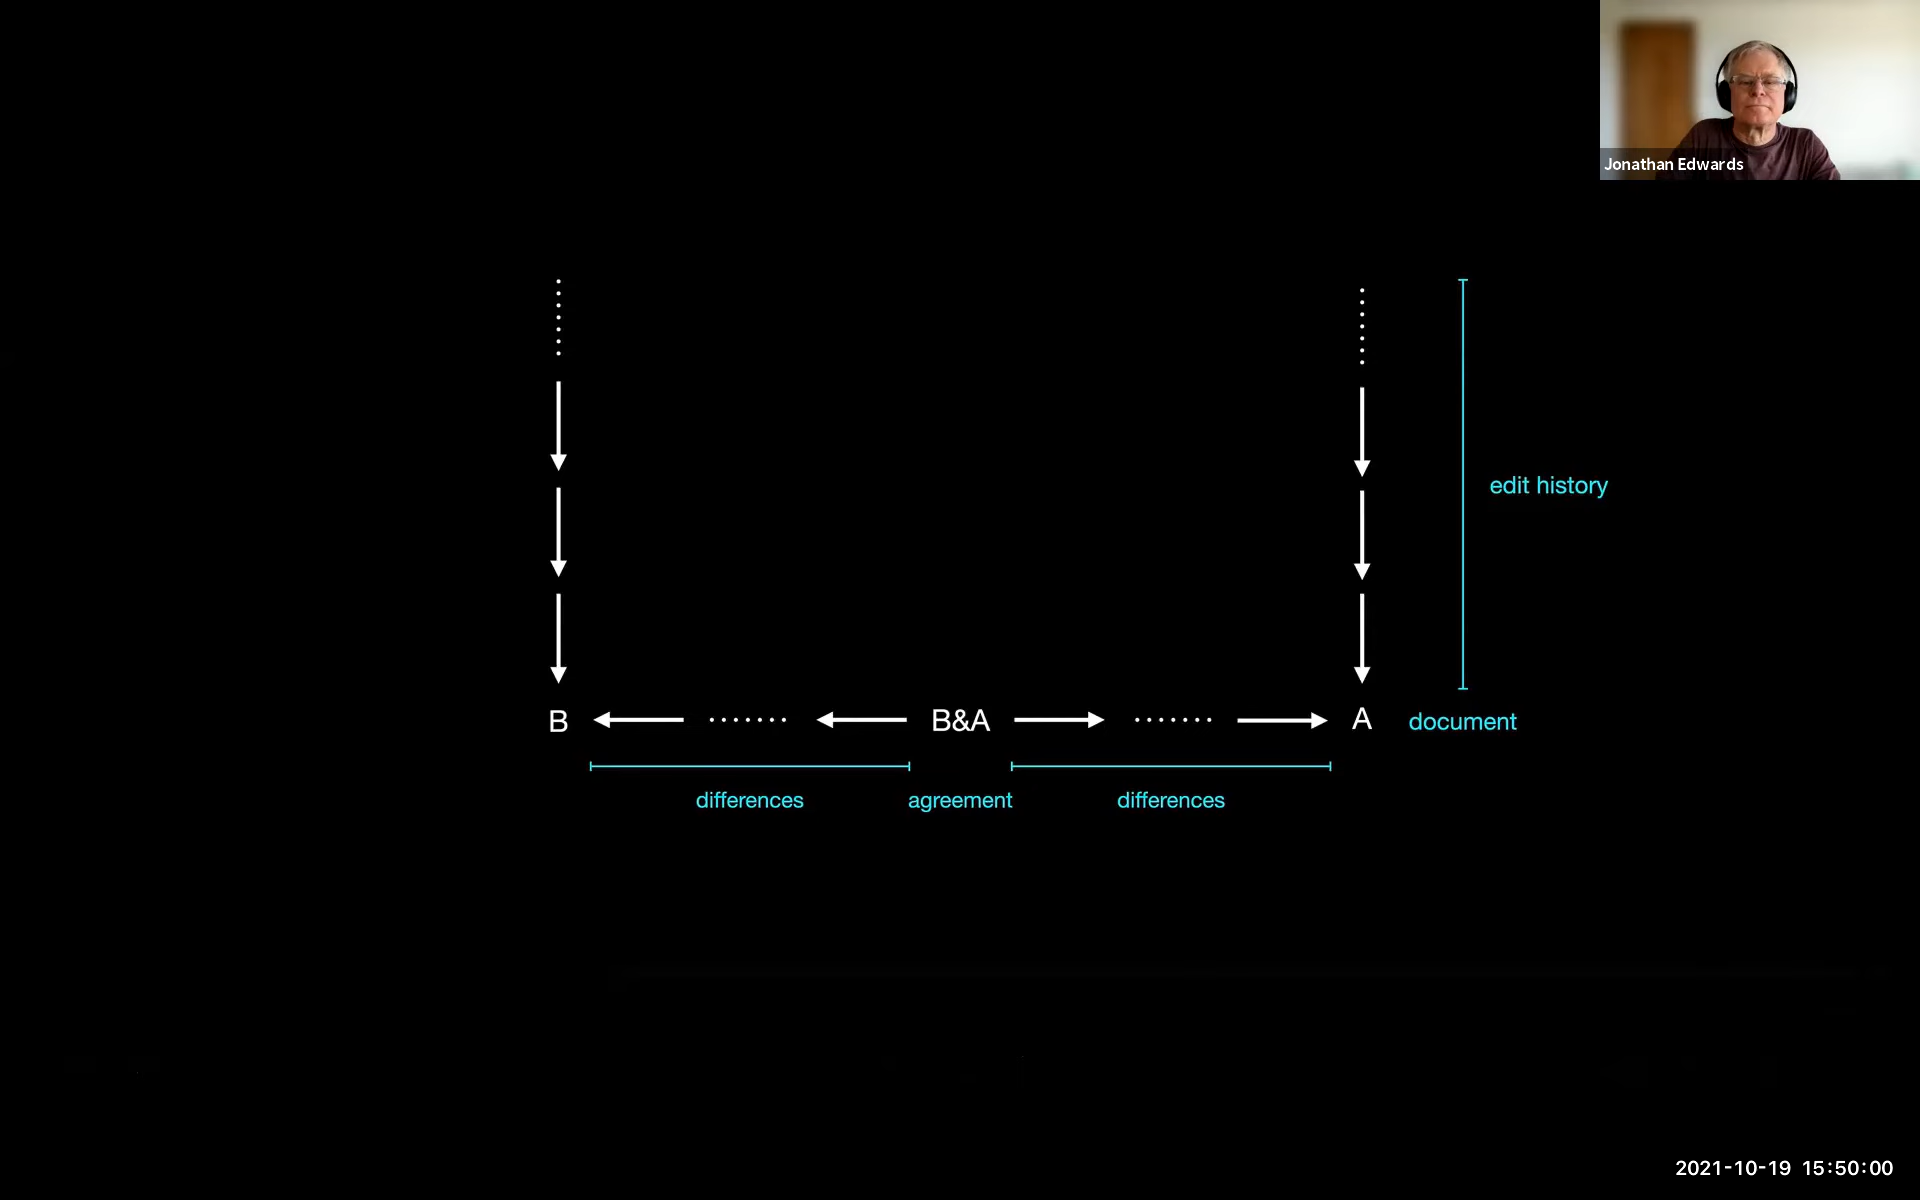 Jonathan Edwards
edit history
B
B&A
A
document
differences
agreement
differences
2021-10-19 15:50:00